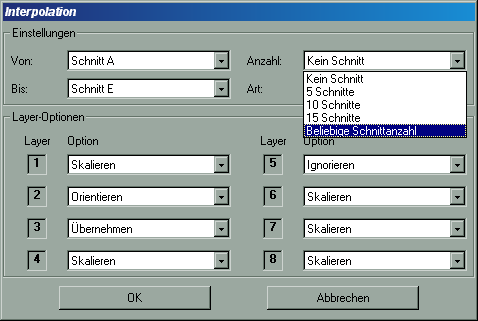 Interpolation
Einstellungen
Von: Schnitt A Anzahl: Kein Schnitt
Kein Schnitt
5 Schnitte
Bis: Schnitt E Art:
10 Schnitte
15 Schnitte
Beliebige Schnittanzahl
Layer-Optionen
Layer Option Layer Option
1 Skalieren 5 Ignorieren
2 Orientieren 6 Skalieren
3 Übernehmen 7 Skalieren
4 Skalieren 8 Skalieren
OK Abbrechen